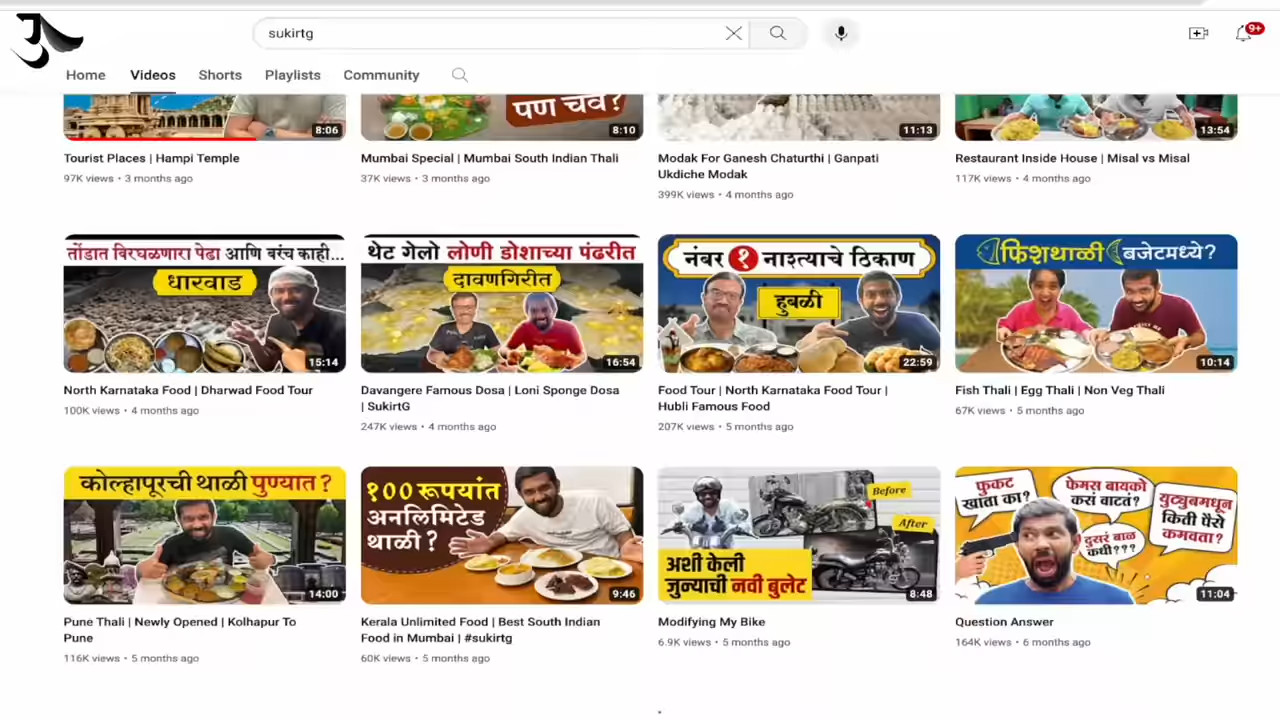 sukirtg
9+
Home Videos Shorts Playlists Community
8:06
पण चव?
8:10
11:13
13:54
Tourist Places | Hampi Temple
97K views • 3 months ago
Mumbai Special | Mumbai South Indian Thali
37K views • 3 months ago
Modak For Ganesh Chaturthi | Ganpati
Ukdiche Modak
399K views • 4 months ago
Restaurant Inside House | Misal vs Misal
117K views • 4 months ago
तोंडात विरघळणारा पेढा आणि बरंच काही...
धारवाड
15:14
North Karnataka Food | Dharwad Food Tour
100K views • 4 months ago
थेट गेलो लोणी डोशाच्या पंढरीत
दावणगिरीत
16:54
Davangere Famous Dosa | Loni Sponge Dosa
| SukirtG
247K views • 4 months ago
नंबर १ नाश्त्याचे ठिकाण
हुबळी
22:59
Food Tour | North Karnataka Food Tour |
Hubli Famous Food
207K views • 5 months ago
फिशथाळी बजेटमध्ये?
10:14
Fish Thali | Egg Thali | Non Veg Thali
67K views • 5 months ago
कोल्हापूरची थाळी पुण्यात ?
14:00
Pune Thali | Newly Opened | Kolhapur To
Pune
116K views • 5 months ago
१०० रूपयांत
अनलिमिटेड
थाळी ?
9:46
Kerala Unlimited Food | Best South Indian
Food in Mumbai | #sukirtg
60K views • 5 months ago
Before
After
अशी केली
जुन्याची नवी बुलेट
8:48
Modifying My Bike
6.9K views • 5 months ago
फुकट
खाता का?
फेमस बायको
करां वाटतं?
दुसरं बाळ
कधी???
युट्युबमधून
किती पैसे
कमवता?
11:04
Question Answer
164K views • 6 months ago